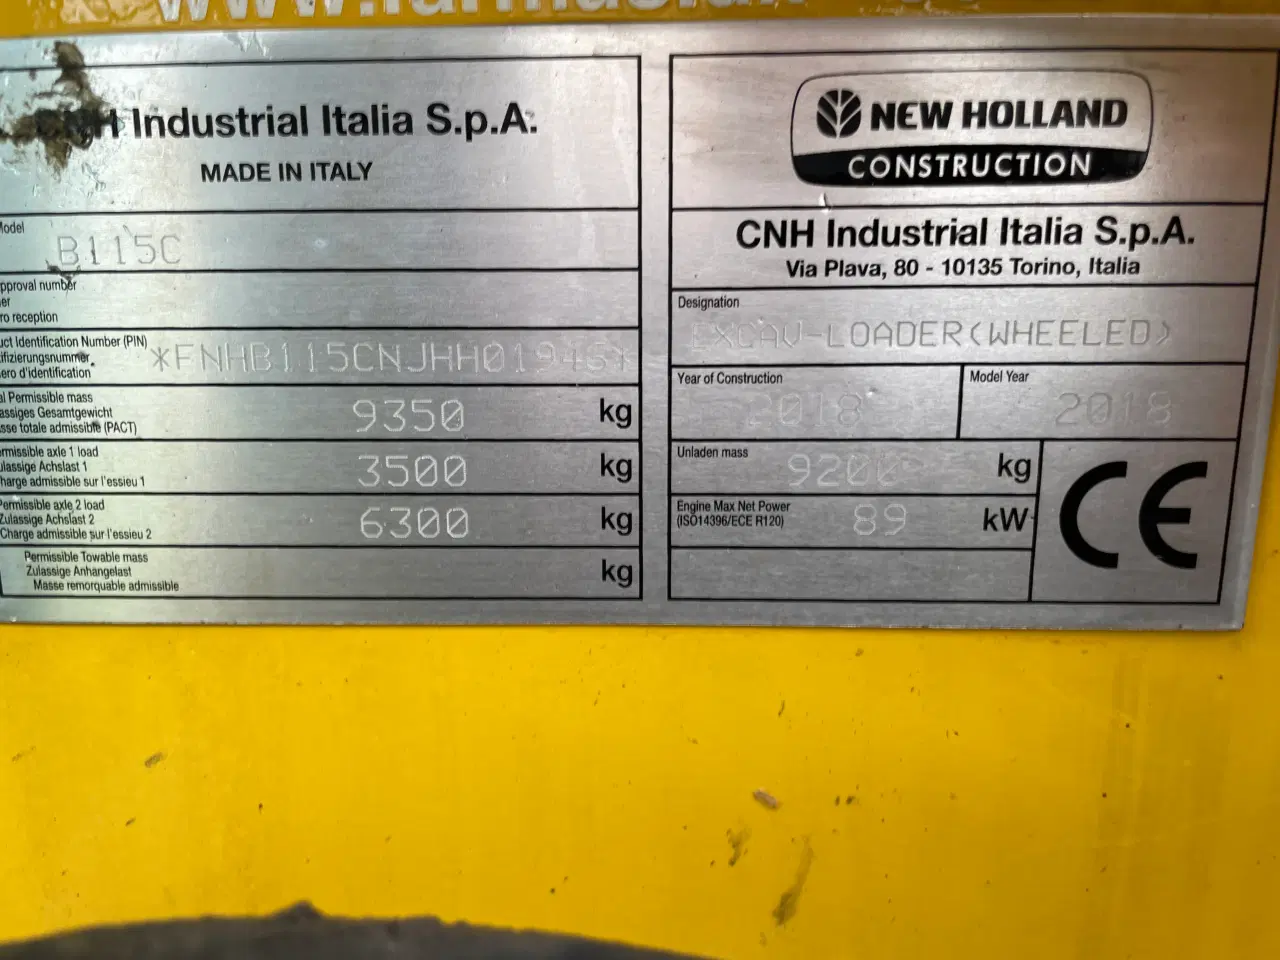 Industrial Italia S.p.A.
MADE IN ITALY
Model
B115C
pproval number
ro reception
uct Identification Number (PIN)
tifizierungsnummer
ero d'identification
*FNHB115CNJHH01946*
al Permissible mass
assiges Gesamtgewicht
sse totale admissible (PACT)
9350 kg
rmissible axle 1 load
ulassige Achslast 1
harge admissible sur l'essieu 1
3500 kg
Permissible axle 2 load
Zulassige Achslast 2
Charge admissible sur l'essieu 2
6300 kg
Permissible Towable mass
Zulassige Anhangelast
Masse remorquable admissible
kg
NEW HOLLAND
CONSTRUCTION
CNH Industrial Italia S.p.A.
Via Plava, 80 - 10135 Torino, Italia
Designation
EXCAV-LOADER(WHEELED)
Year of Construction
2018
Model Year
2018
Unladen mass
9200 kg
Engine Max Net Power
(ISO14396/ECE R120)
89 kW
CE